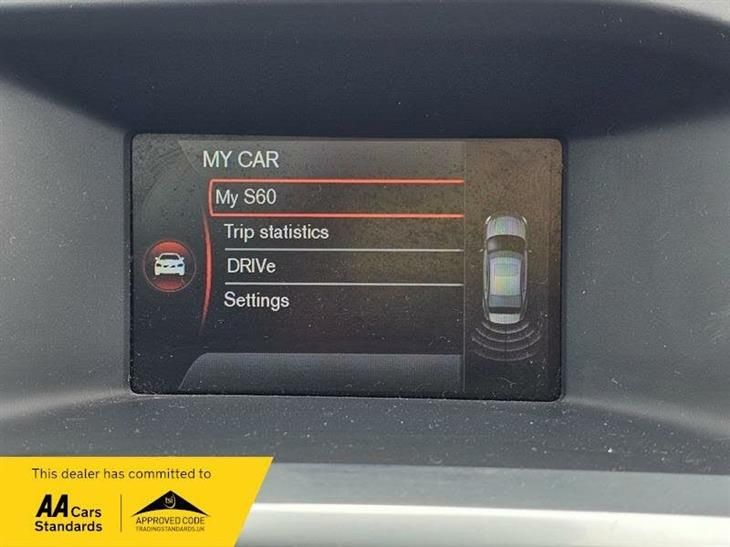 MY CAR
My S60
Trip statistics
DRIVe
Settings
This dealer has committed to
AA Cars
Standards
tsi
APPROVED CODE
TRADINGSTANDARDS.UK